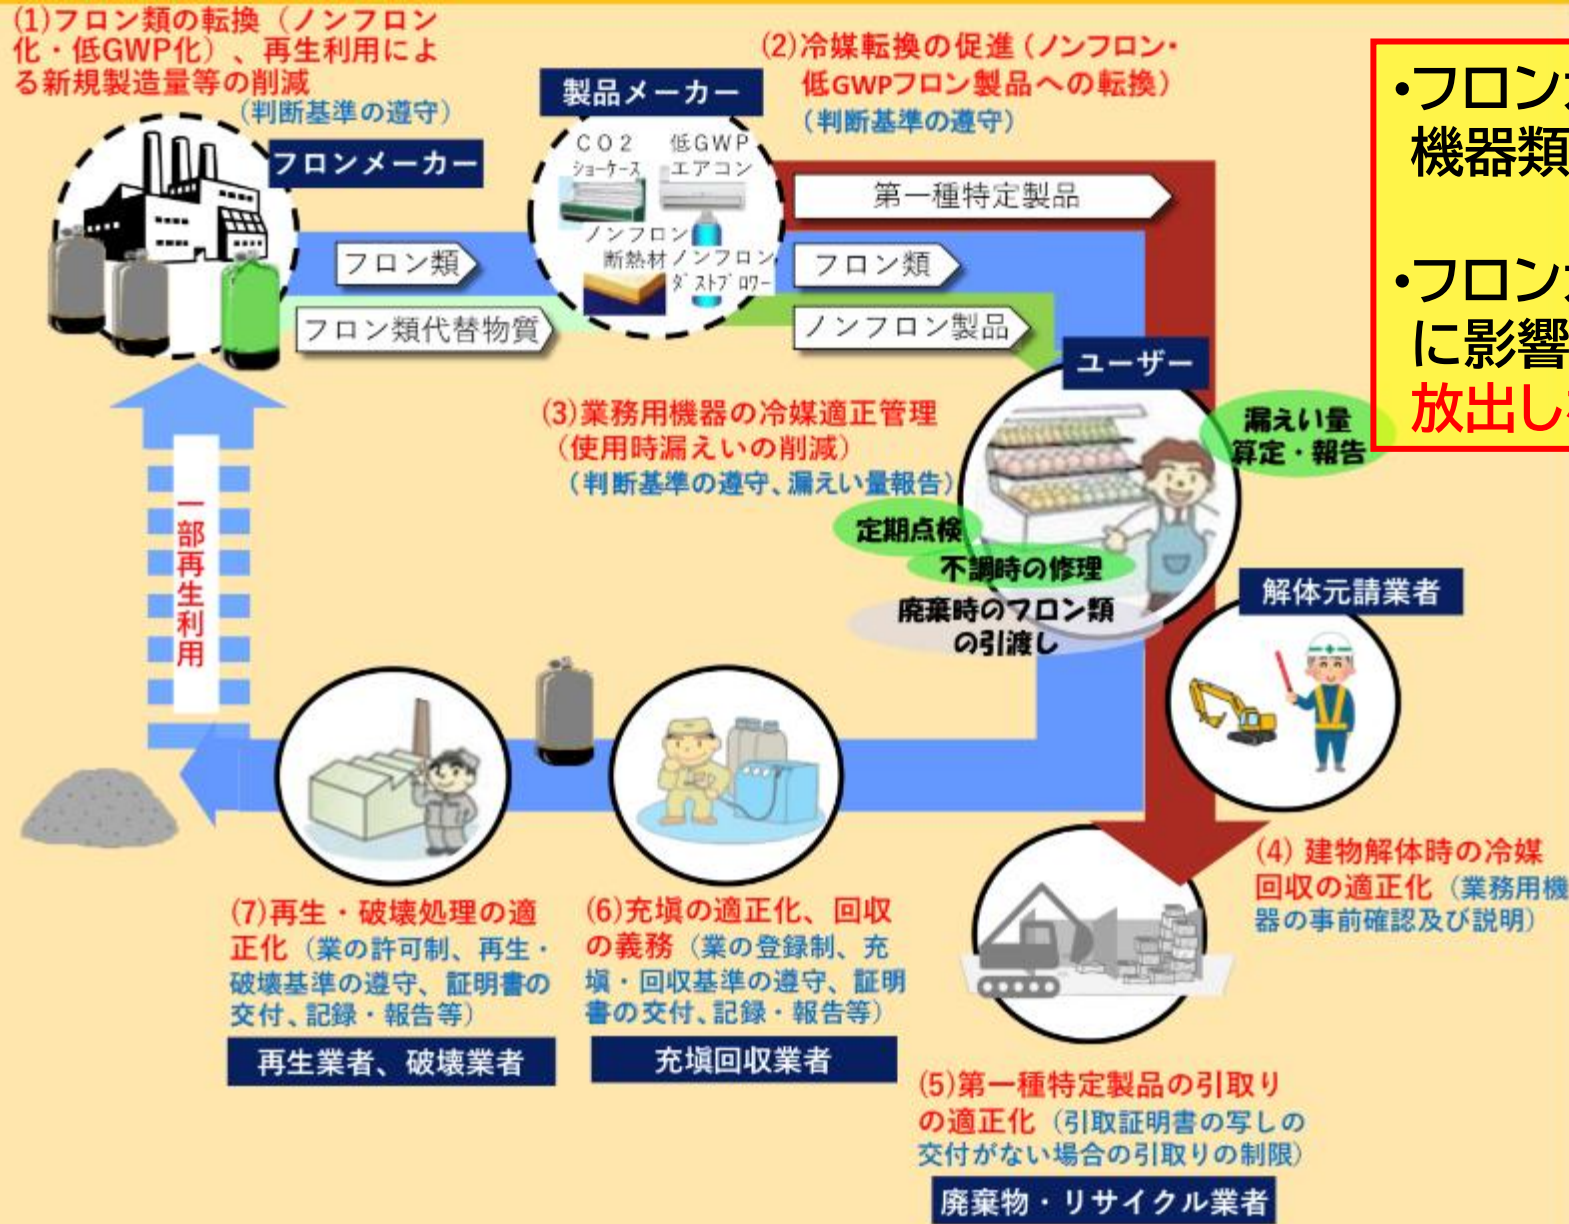 (1)フロン類の転換（ノンフロン
化・低GWP化）、再生利用によ
る新規製造量等の削減
（判断基準の遵守）
フロンメーカー
製品メーカー
CO2
ショーケース
低GWP
エアコン
ノンフロン
断熱材
ノンフロン
ダストブロワー
(2)冷媒転換の促進（ノンフロン・
低GWPフロン製品への転換）
（判断基準の遵守）
フロン類
フロン類代替物質
第一種特定製品
フロン類
ノンフロン製品
・フロン
機器類
・フロン
に影響
放出し
ユーザー
(3)業務用機器の冷媒適正管理
（使用時漏えいの削減）
（判断基準の遵守、漏えい量報告）
漏えい量
算定・報告
定期点検
不調時の修理
廃棄時のフロン類
の引渡し
一部再生利用
解体元請業者
(4) 建物解体時の冷媒
回収の適正化（業務用機
器の事前確認及び説明）
(7)再生・破壊処理の適
正化（業の許可制、再生・
破壊基準の遵守、証明書の
交付、記録・報告等）
再生業者、破壊業者
(6)充塡の適正化、回収
の義務（業の登録制、充
塡・回収基準の遵守、証明
書の交付、記録・報告等）
充塡回収業者
(5)第一種特定製品の引取り
の適正化（引取証明書の写しの
交付がない場合の引取りの制限）
廃棄物・リサイクル業者